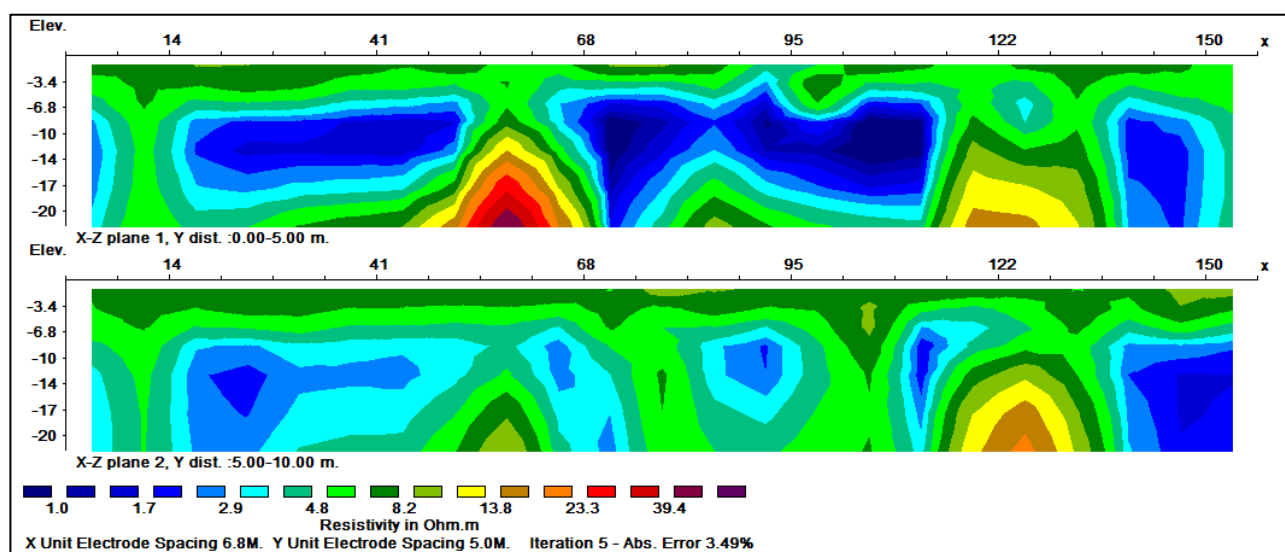 Elev.
14 41 68 95 122 150 x
-3.4
-6.8
-10
-14
-17
-20
X-Z plane 1, Y dist. :0.00-5.00 m.
Elev.
14 41 68 95 122 150 x
-3.4
-6.8
-10
-14
-17
-20
X-Z plane 2, Y dist. :5.00-10.00 m.
1.0 1.7 2.9 4.8 8.2 13.8 23.3 39.4
Resistivity in Ohm.m
X Unit Electrode Spacing 6.8M. Y Unit Electrode Spacing 5.0M. Iteration 5 - Abs. Error 3.49%